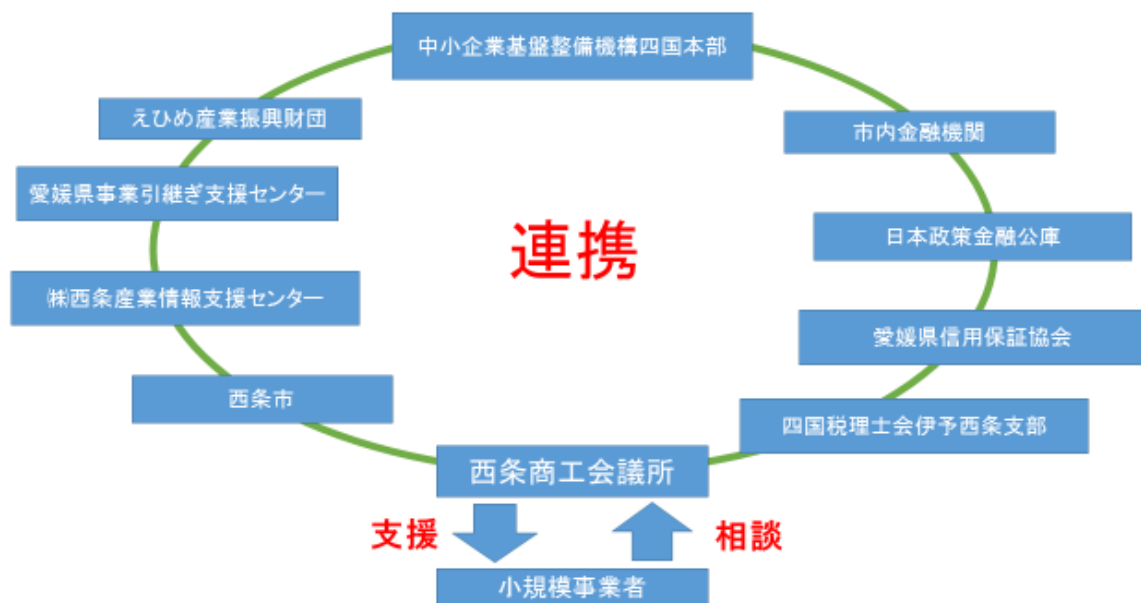 中小企業基盤整備機構四国本部
えひめ産業振興財団
市内金融機関
愛媛県事業引継ぎ支援センター
連携
日本政策金融公庫
㈱西条産業情報支援センター
愛媛県信用保証協会
西条市
四国税理士会伊予西条支部
西条商工会議所
支援
相談
小規模事業者